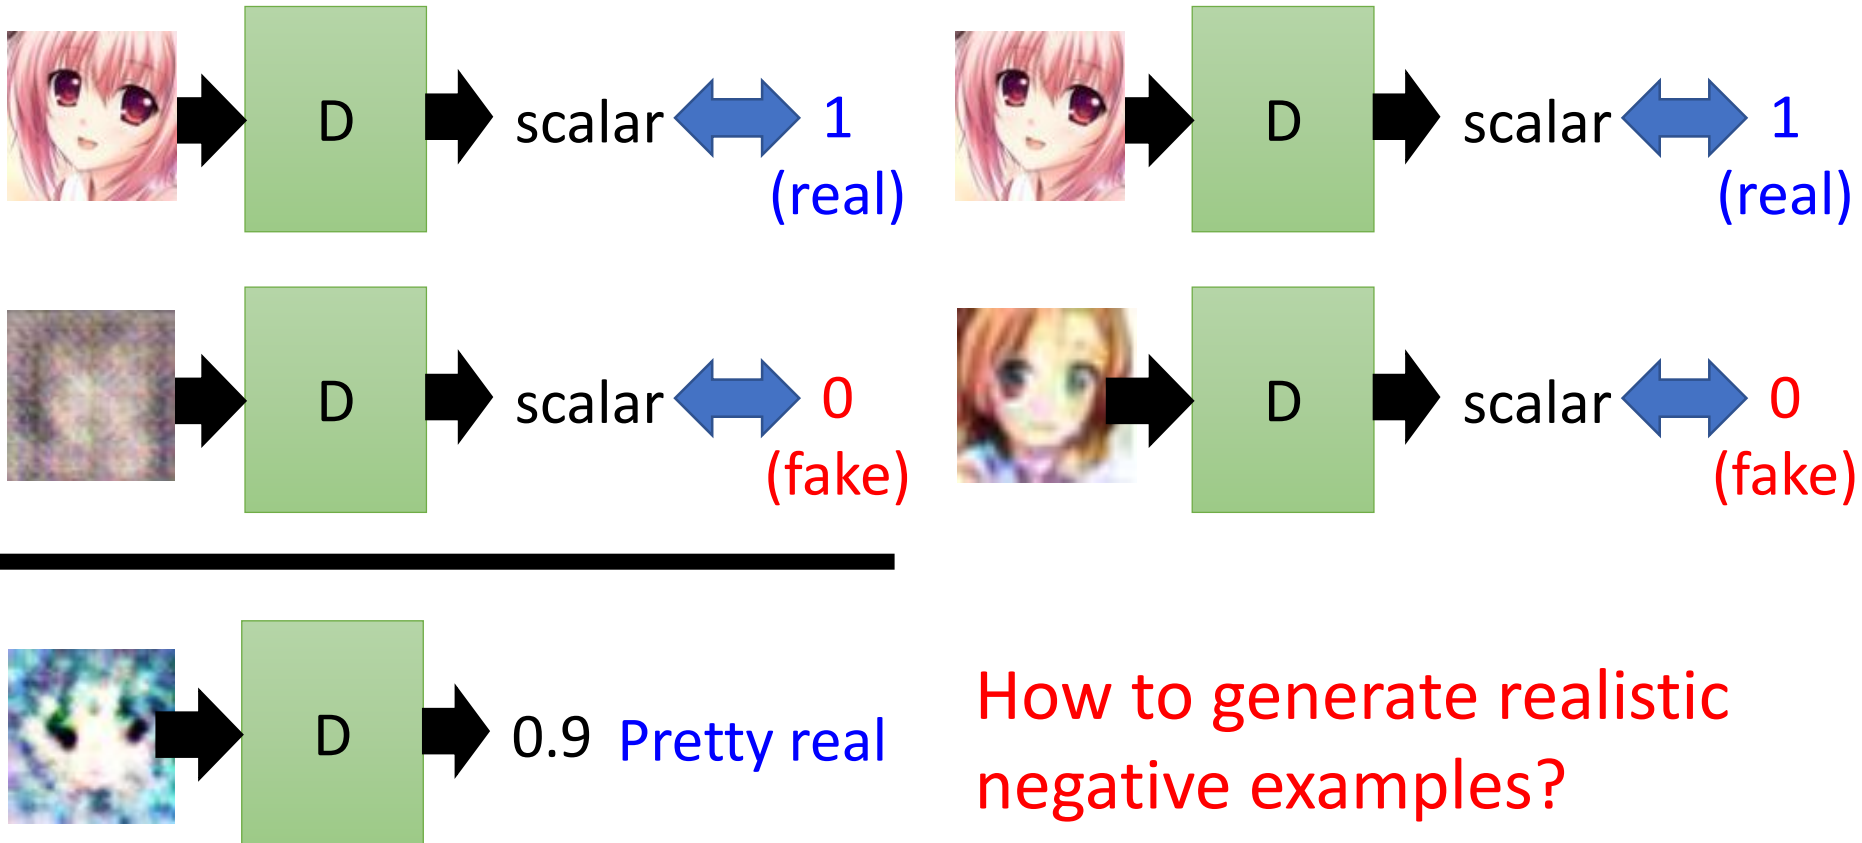 D scalar 1
(real)
D scalar 0
(fake)
D 0.9 Pretty real
D scalar 1
(real)
D scalar 0
(fake)
How to generate realistic
negative examples?